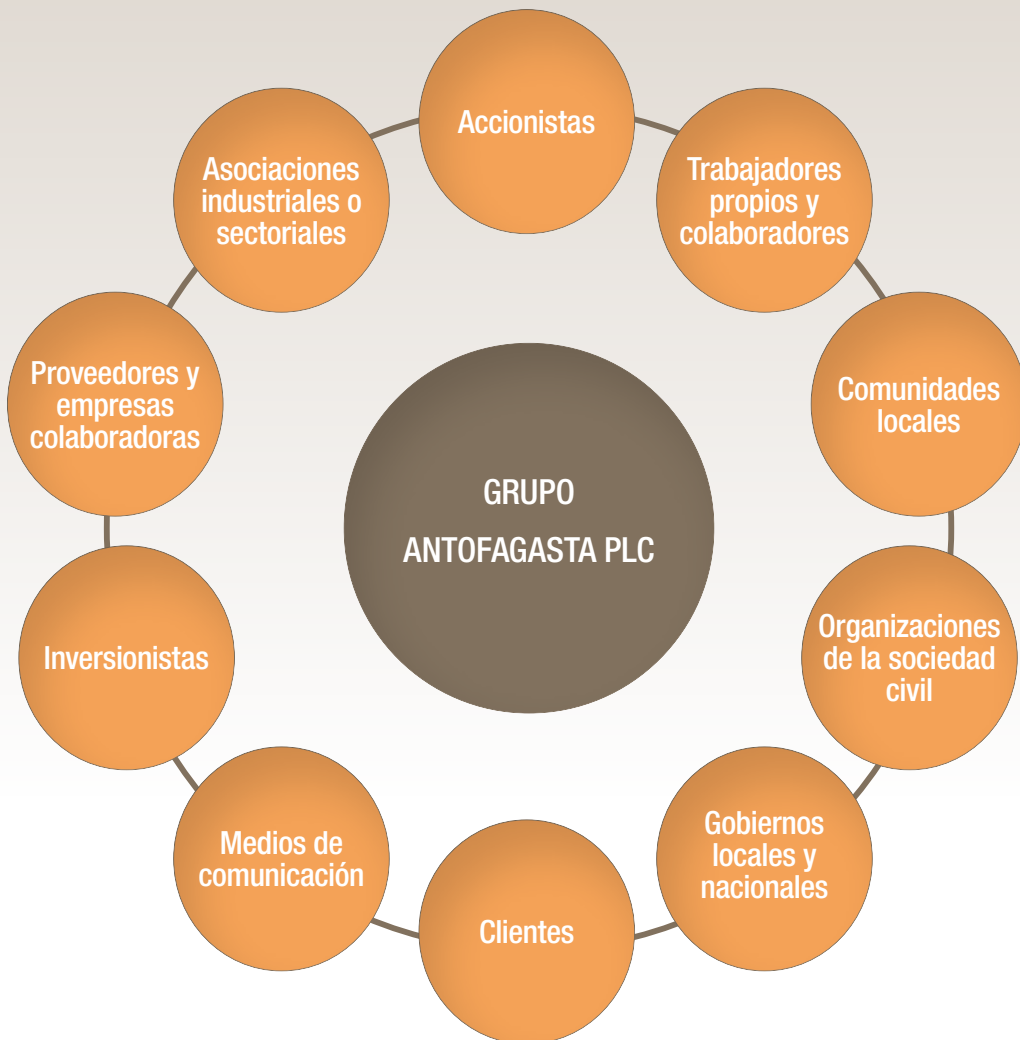 Accionistas
Trabajadores
propios y
colaboradores
Comunidades
locales
Organizaciones
de la sociedad
civil
Gobiernos
locales y
nacionales
Clientes
Medios de
comunicación
Inversionistas
Proveedores y
empresas
colaboradoras
Asociaciones
industriales o
sectoriales
GRUPO
ANTOFAGASTA PLC